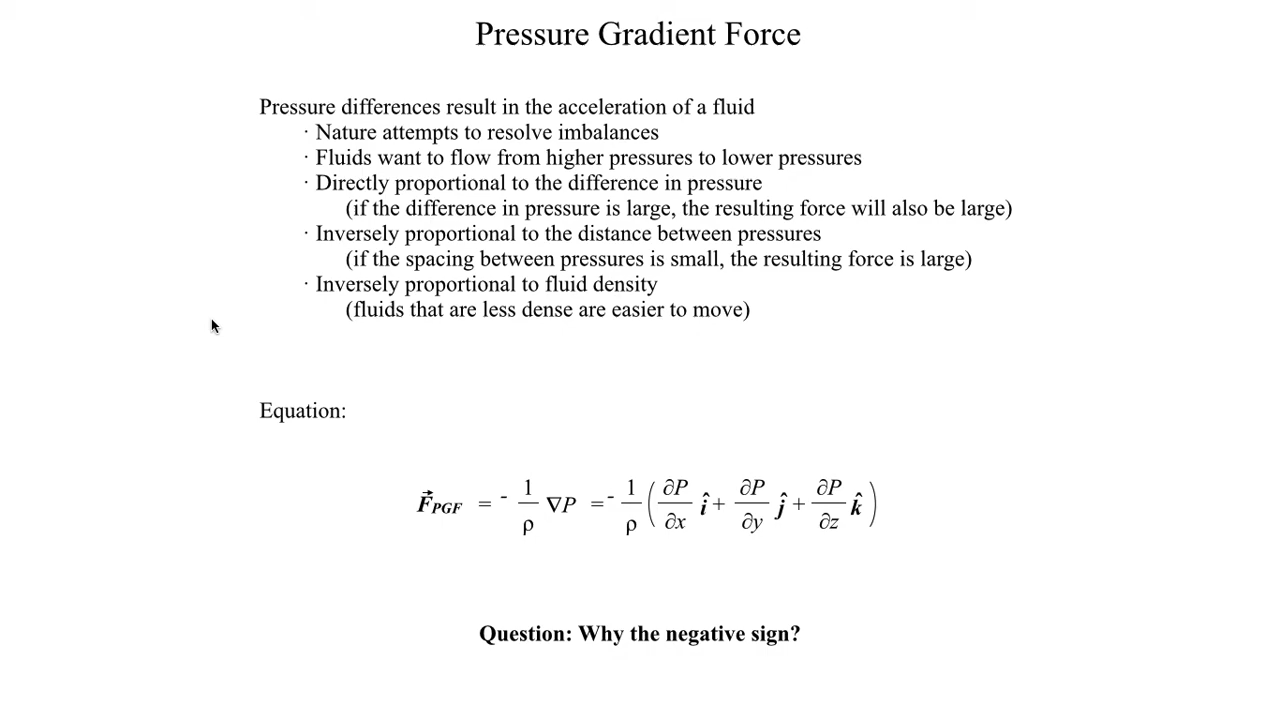 Pressure Gradient Force
Pressure differences result in the acceleration of a fluid
· Nature attempts to resolve imbalances
· Fluids want to flow from higher pressures to lower pressures
· Directly proportional to the difference in pressure
(if the difference in pressure is large, the resulting force will also be large)
· Inversely proportional to the distance between pressures
(if the spacing between pressures is small, the resulting force is large)
· Inversely proportional to fluid density
(fluids that are less dense are easier to move)
Equation:
F⃗_PGF = - 1/ρ ∇P = - 1/ρ (∂P/∂x î + ∂P/∂y ĵ + ∂P/∂z k̂)
Question: Why the negative sign?